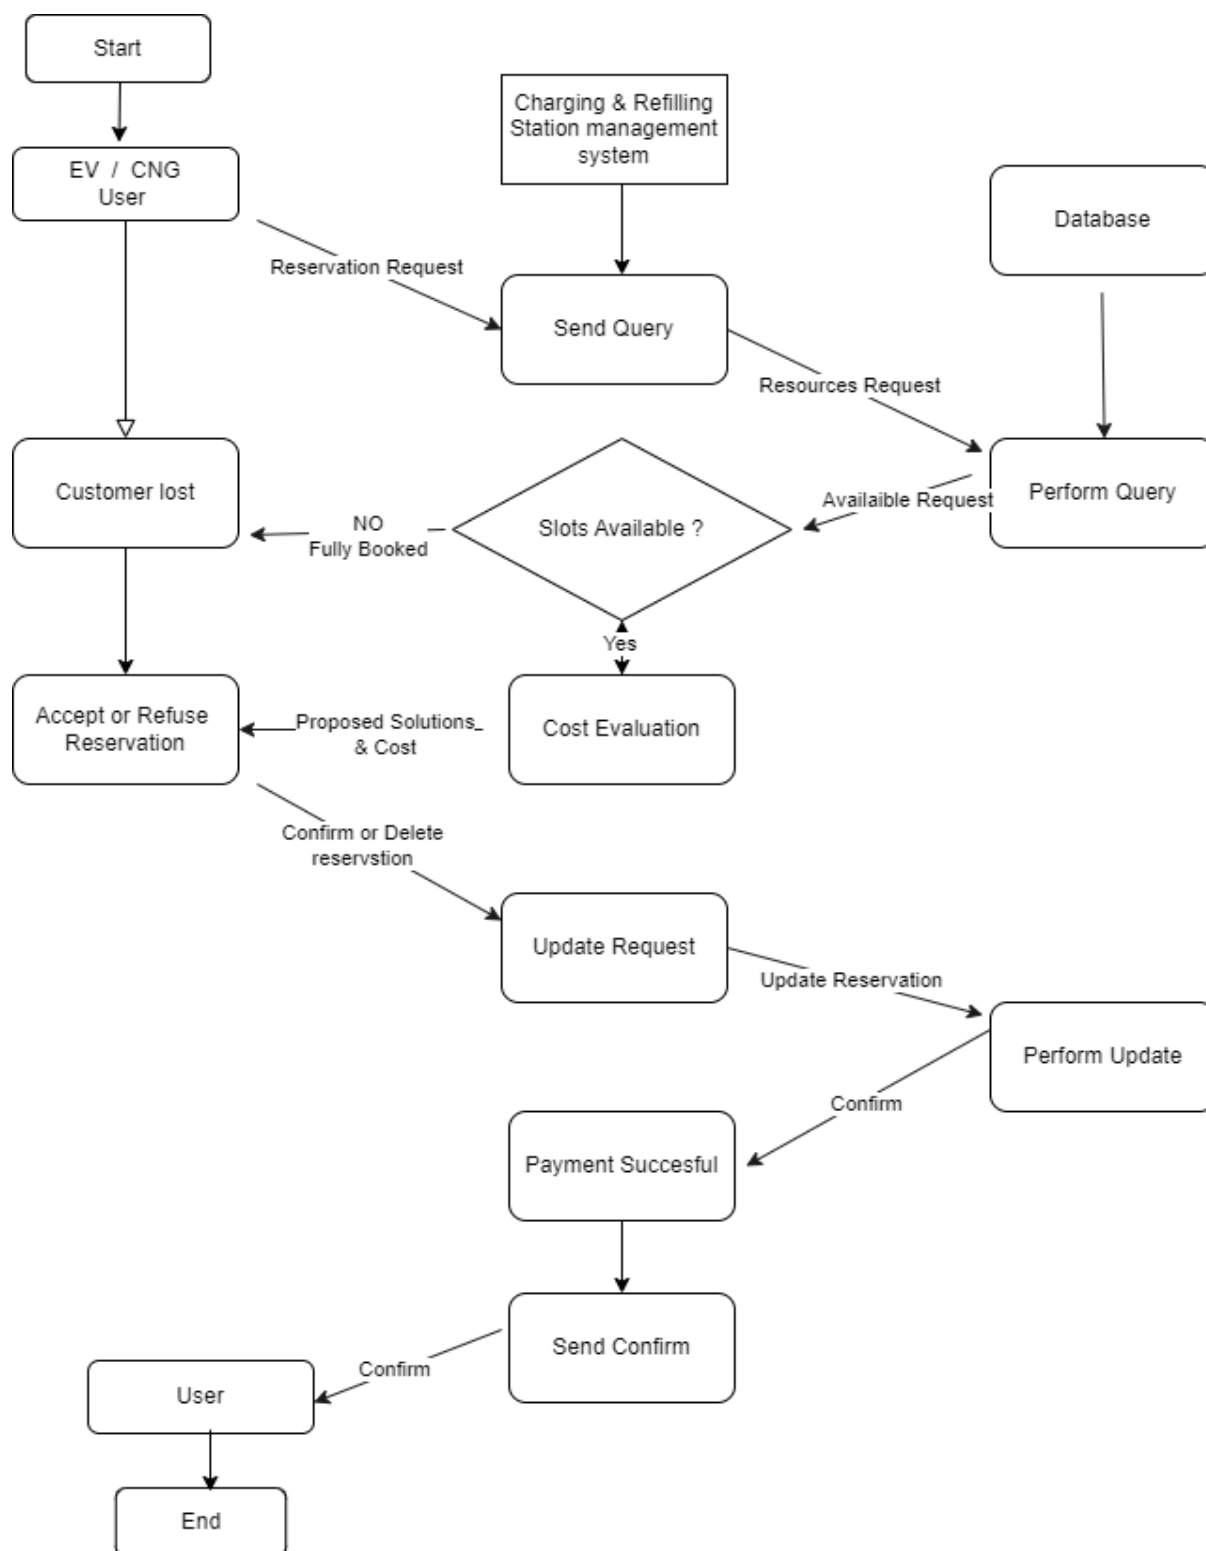 Start
Charging & Refilling
Station management
system
EV / CNG
User
Database
Reservation Request
Send Query
Resources Request
Customer lost
Perform Query
Availaible Request
Slots Available ?
NO
Fully Booked
Yes
Accept or Refuse
Reservation
Proposed Solutions
& Cost
Cost Evaluation
Confirm or Delete
reservstion
Update Request
Update Reservation
Perform Update
Confirm
Payment Succesful
Send Confirm
Confirm
User
End